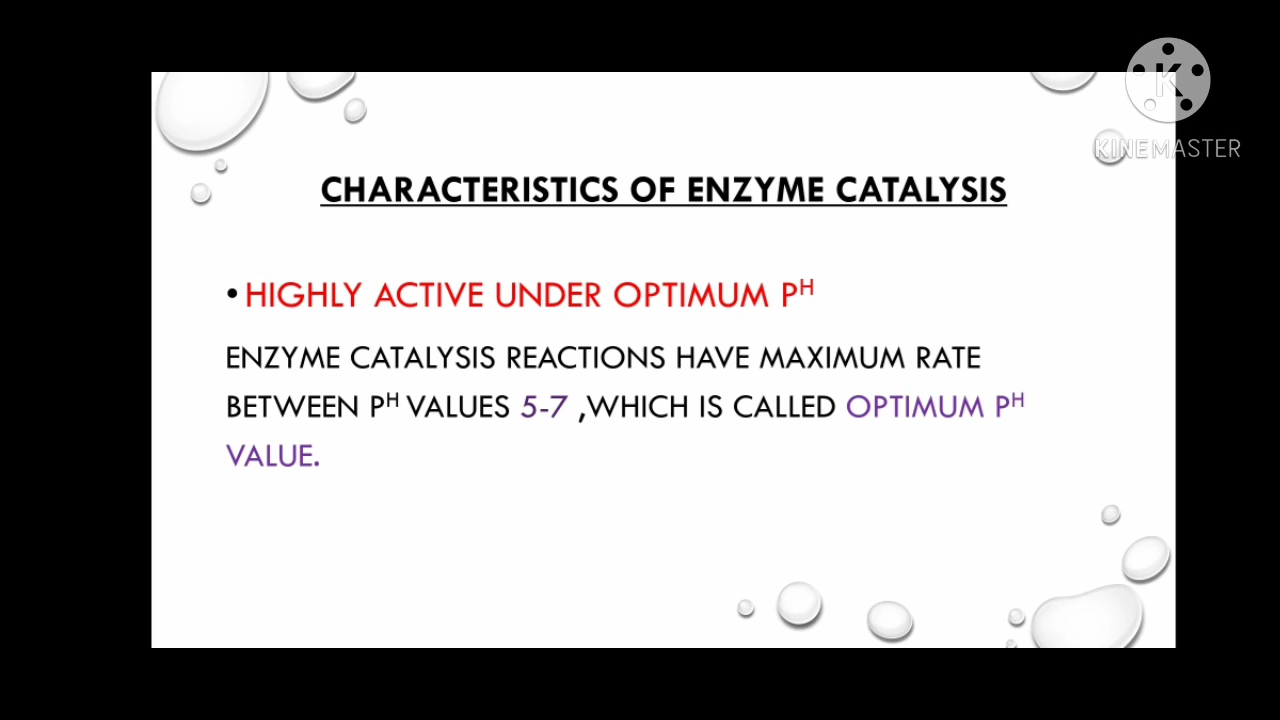 K
KINEMASTER
CHARACTERISTICS OF ENZYME CATALYSIS
• HIGHLY ACTIVE UNDER OPTIMUM Pᴴ
ENZYME CATALYSIS REACTIONS HAVE MAXIMUM RATE
BETWEEN Pᴴ VALUES 5-7 ,WHICH IS CALLED OPTIMUM Pᴴ
VALUE.